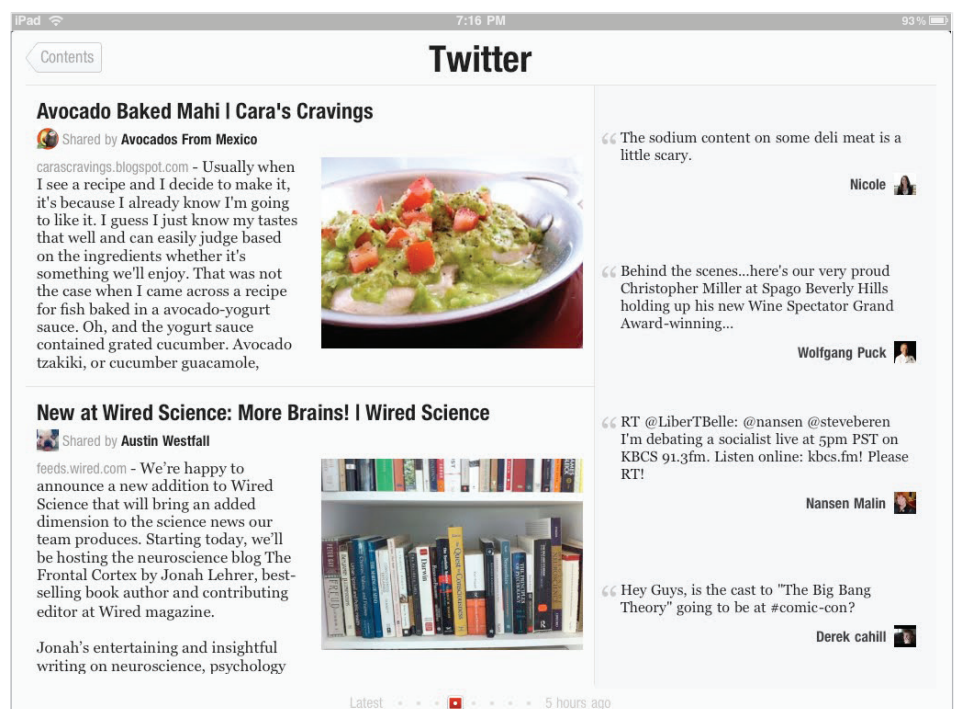 iPad
7:16 PM
93%
Contents
Twitter
Avocado Baked Mahi | Cara's Cravings
Shared by Avocados From Mexico
carascravings.blogspot.com - Usually when
I see a recipe and I decide to make it,
it's because I already know I'm going
to like it. I guess I just know my tastes
that well and can easily judge based
on the ingredients whether it's
something we'll enjoy. That was not
the case when I came across a recipe
for fish baked in a avocado-yogurt
sauce. Oh, and the yogurt sauce
contained grated cucumber. Avocado
tzakiki, or cucumber guacamole,
New at Wired Science: More Brains! | Wired Science
Shared by Austin Westfall
feeds.wired.com - We’re happy to
announce a new addition to Wired
Science that will bring an added
dimension to the science news our
team produces. Starting today, we’ll
be hosting the neuroscience blog The
Frontal Cortex by Jonah Lehrer, best-
selling book author and contributing
editor at Wired magazine.
Jonah’s entertaining and insightful
writing on neuroscience, psychology
Darwin
Quest for Consciousness
“ The sodium content on some deli meat is a
little scary.
Nicole
“ Behind the scenes...here's our very proud
Christopher Miller at Spago Beverly Hills
holding up his new Wine Spectator Grand
Award-winning...
Wolfgang Puck
“ RT @LiberTBelle: @nansen @steveberen
I'm debating a socialist live at 5pm PST on
KBCS 91.3fm. Listen online: kbcs.fm! Please
RT!
Nansen Malin
“ Hey Guys, is the cast to "The Big Bang
Theory" going to be at #comic-con?
Derek cahill
Latest
5 hours ago